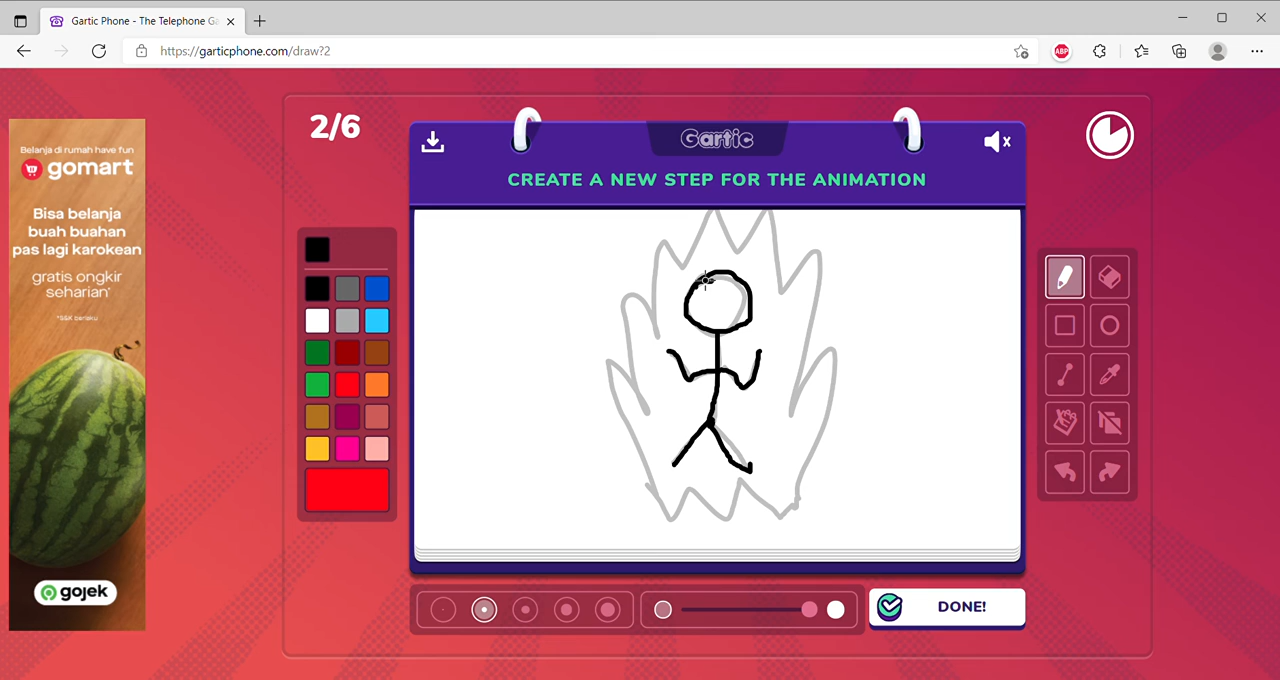 Gartic Phone - The Telephone Ga
https://garticphone.com/draw?2
ABP
2/6
Gartic
CREATE A NEW STEP FOR THE ANIMATION
Belanja di rumah have fun
gomart
Bisa belanja
buah buahan
pas lagi karokean
gratis ongkir
seharian*
gojek
DONE!